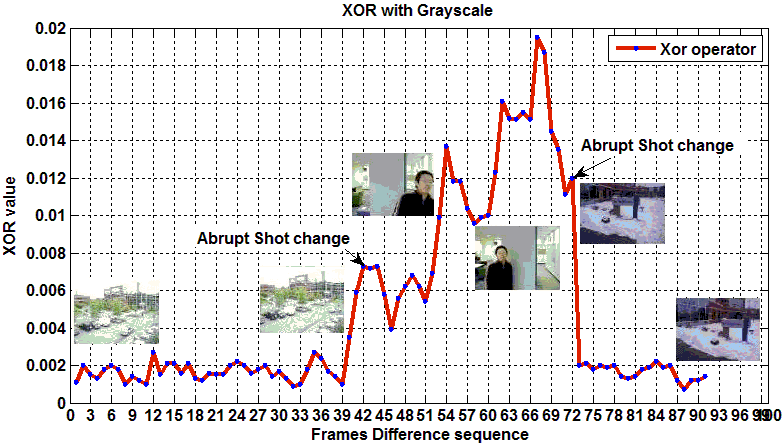 XOR with Grayscale
Xor operator
0.02
0.018
0.016
0.014
0.012
0.01
0.008
0.006
0.004
0.002
0
XOR value
Abrupt Shot change
Abrupt Shot change
0 3 6 9 12 15 18 21 24 27 30 33 36 39 42 45 48 51 54 57 60 63 66 69 72 75 78 81 84 87 90 93 96 99 100
Frames Difference sequence